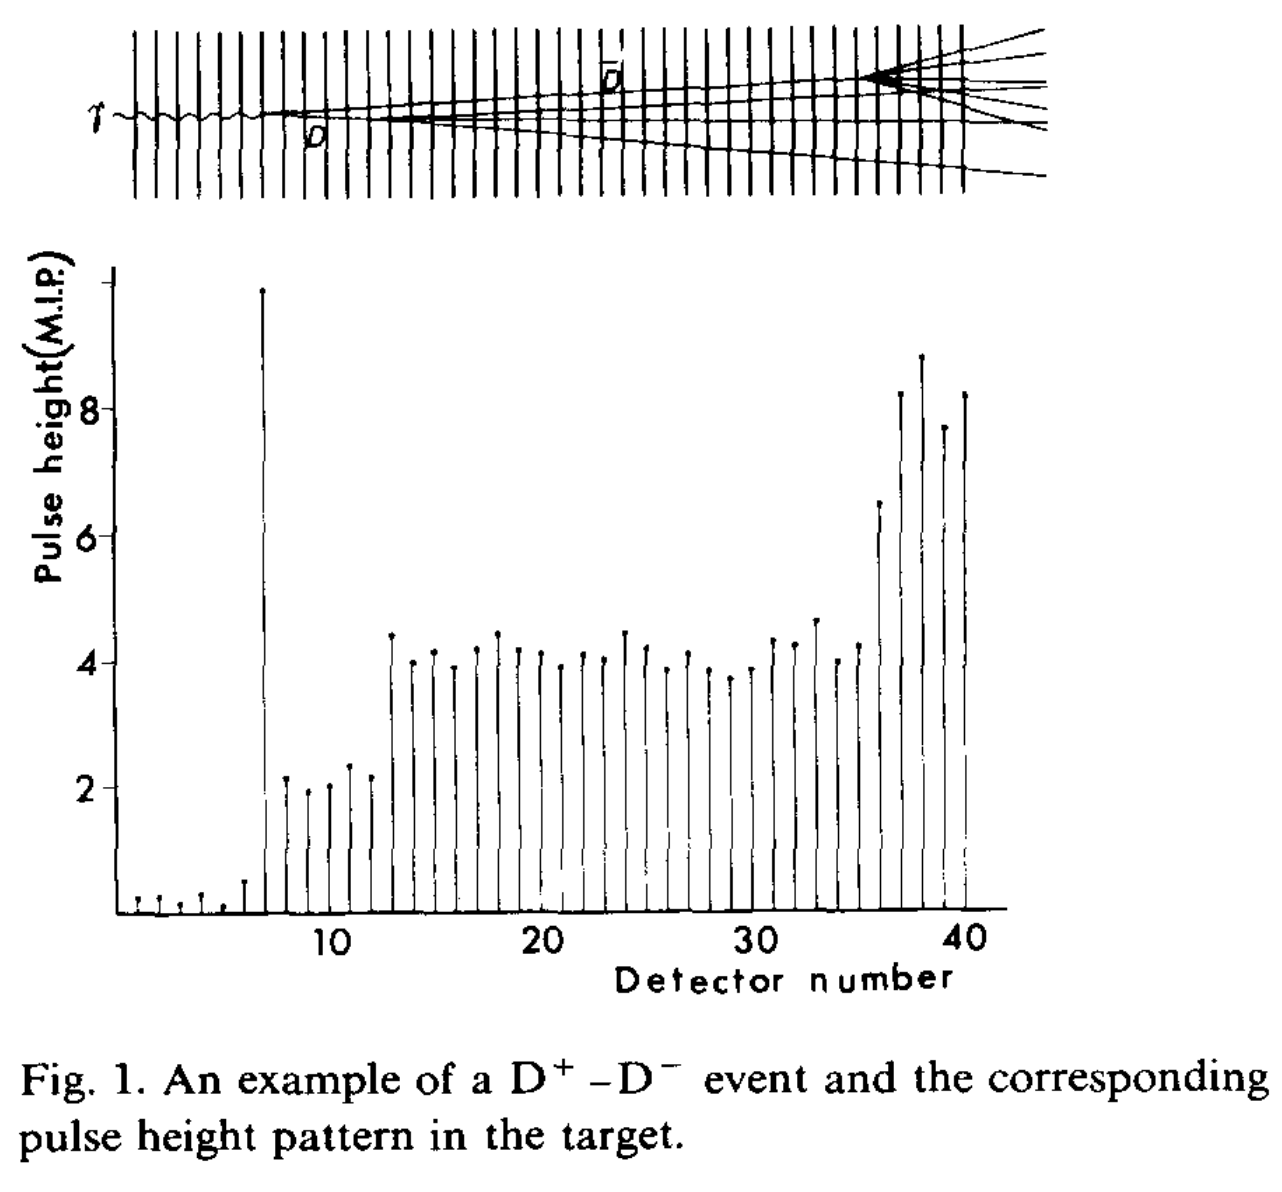 D̄
γ
D
Pulse height(M.I.P.)
8
6
4
2
10 20 30 40
Detector number
Fig. 1. An example of a D⁺ –D⁻ event and the corresponding
pulse height pattern in the target.